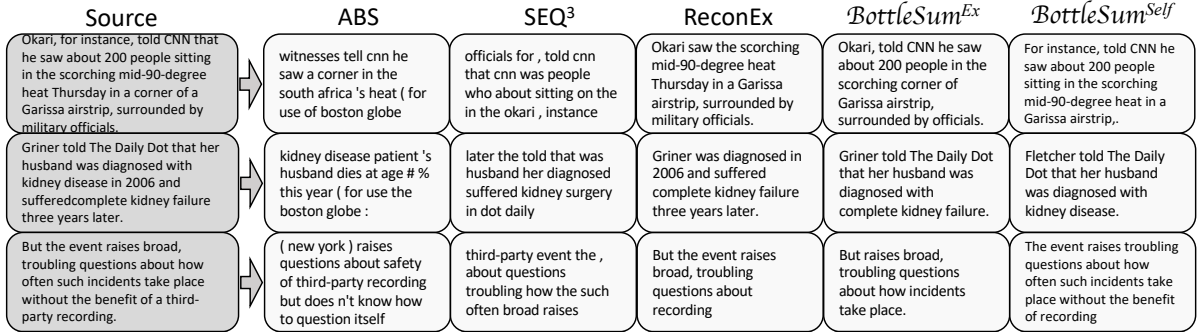 Source
ABS
SEQ³
ReconEx
BottleSumᴱˣ
BottleSumˢᵉˡᶠ
Okari, for instance, told CNN that
he saw about 200 people sitting
in the scorching mid-90-degree
heat Thursday in a corner of a
Garissa airstrip, surrounded by
military officials.
witnesses tell cnn he
saw a corner in the
south africa 's heat ( for
use of boston globe
officials for , told cnn
that cnn was people
who about sitting on the
in the okari , instance
Okari saw the scorching
mid-90-degree heat
Thursday in a Garissa
airstrip, surrounded by
military officials.
Okari, told CNN he saw
about 200 people in the
scorching corner of
Garissa airstrip,
surrounded by officials.
For instance, told CNN he
saw about 200 people
sitting in the scorching
mid-90-degree heat in a
Garissa airstrip,.
Griner told The Daily Dot that her
husband was diagnosed with
kidney disease in 2006 and
sufferedcomplete kidney failure
three years later.
kidney disease patient 's
husband dies at age # %
this year ( for use the
boston globe :
later the told that was
husband her diagnosed
suffered kidney surgery
in dot daily
Griner was diagnosed in
2006 and suffered
complete kidney failure
three years later.
Griner told The Daily Dot
that her husband was
diagnosed with
complete kidney failure.
Fletcher told The Daily
Dot that her husband
was diagnosed with
kidney disease.
But the event raises broad,
troubling questions about how
often such incidents take place
without the benefit of a third-
party recording.
( new york ) raises
questions about safety
of third-party recording
but does n't know how
to question itself
third-party event the ,
about questions
troubling how the such
often broad raises
But the event raises
broad, troubling
questions about
recording
But raises broad,
troubling questions
about how incidents
take place.
The event raises troubling
questions about how
often such incidents take
place without the benefit
of recording